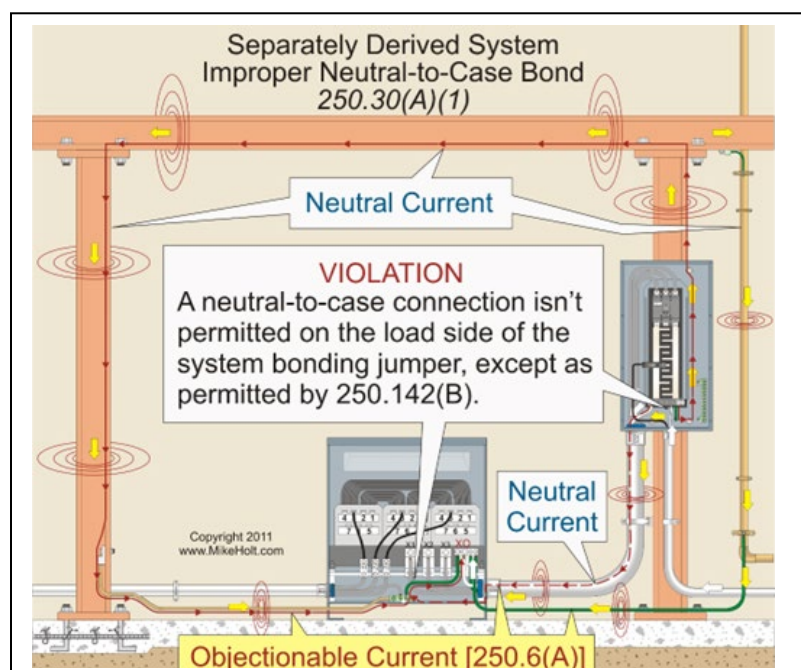 Separately Derived System
Improper Neutral-to-Case Bond
250.30(A)(1)
Neutral Current
VIOLATION
A neutral-to-case connection isn't
permitted on the load side of the
system bonding jumper, except as
permitted by 250.142(B).
Neutral
Current
Copyright 2011
www.MikeHolt.com
XO
Objectionable Current [250.6(A)]